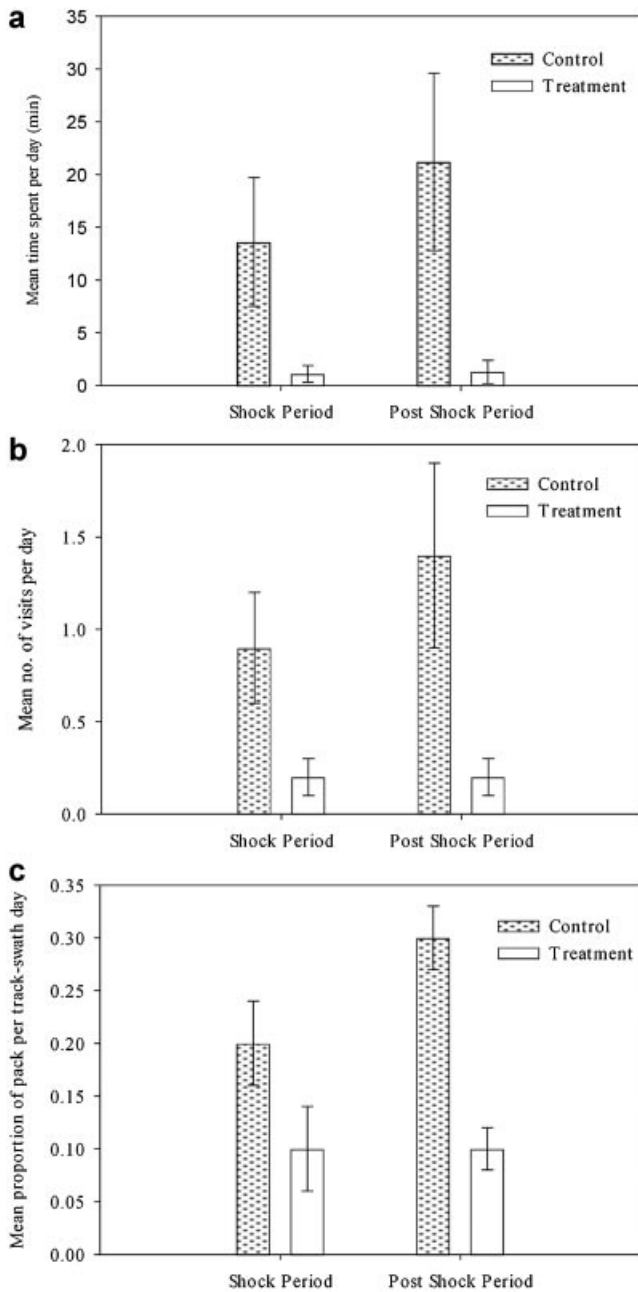 a
Mean time spent per day (min)
35
30
25
20
15
10
5
0
Control
Treatment
Shock Period Post Shock Period
b
Mean no. of visits per day
2.0
1.5
1.0
0.5
0.0
Control
Treatment
Shock Period Post Shock Period
c
Mean proportion of pack per track-swath day
0.35
0.30
0.25
0.20
0.15
0.10
0.05
0.00
Control
Treatment
Shock Period Post Shock Period